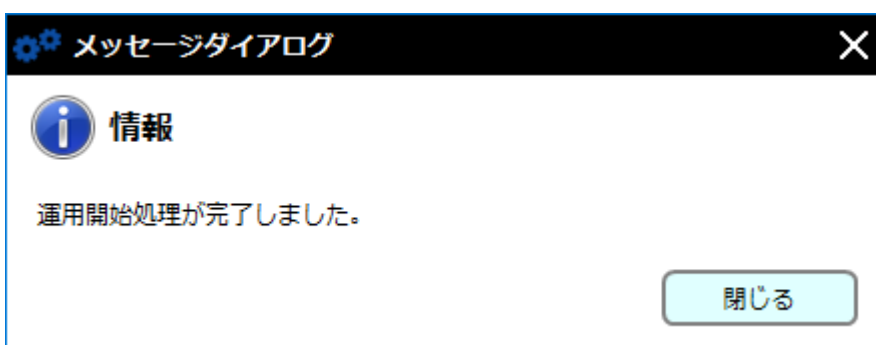 メッセージダイアログ
情報
運用開始処理が完了しました。
閉じる